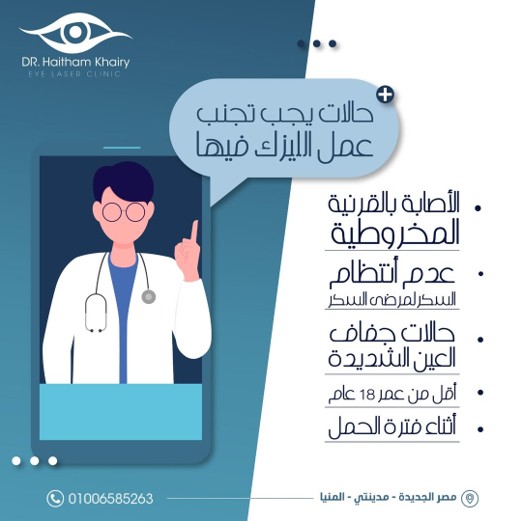 DR. Haitham Khairy
EYE LASER CLINIC
حالات يجب تجنب
عمل الليزك فيها
الأصابة بالقرنية
المخروطية
عدم أنتظام
السكر لمرضى السكر
حالات جفاف
العين الشديدة
أقل من عمر 18 عام
أثناء فترة الحمل
مصر الجديدة - مدينتي - المنيا
01006585263